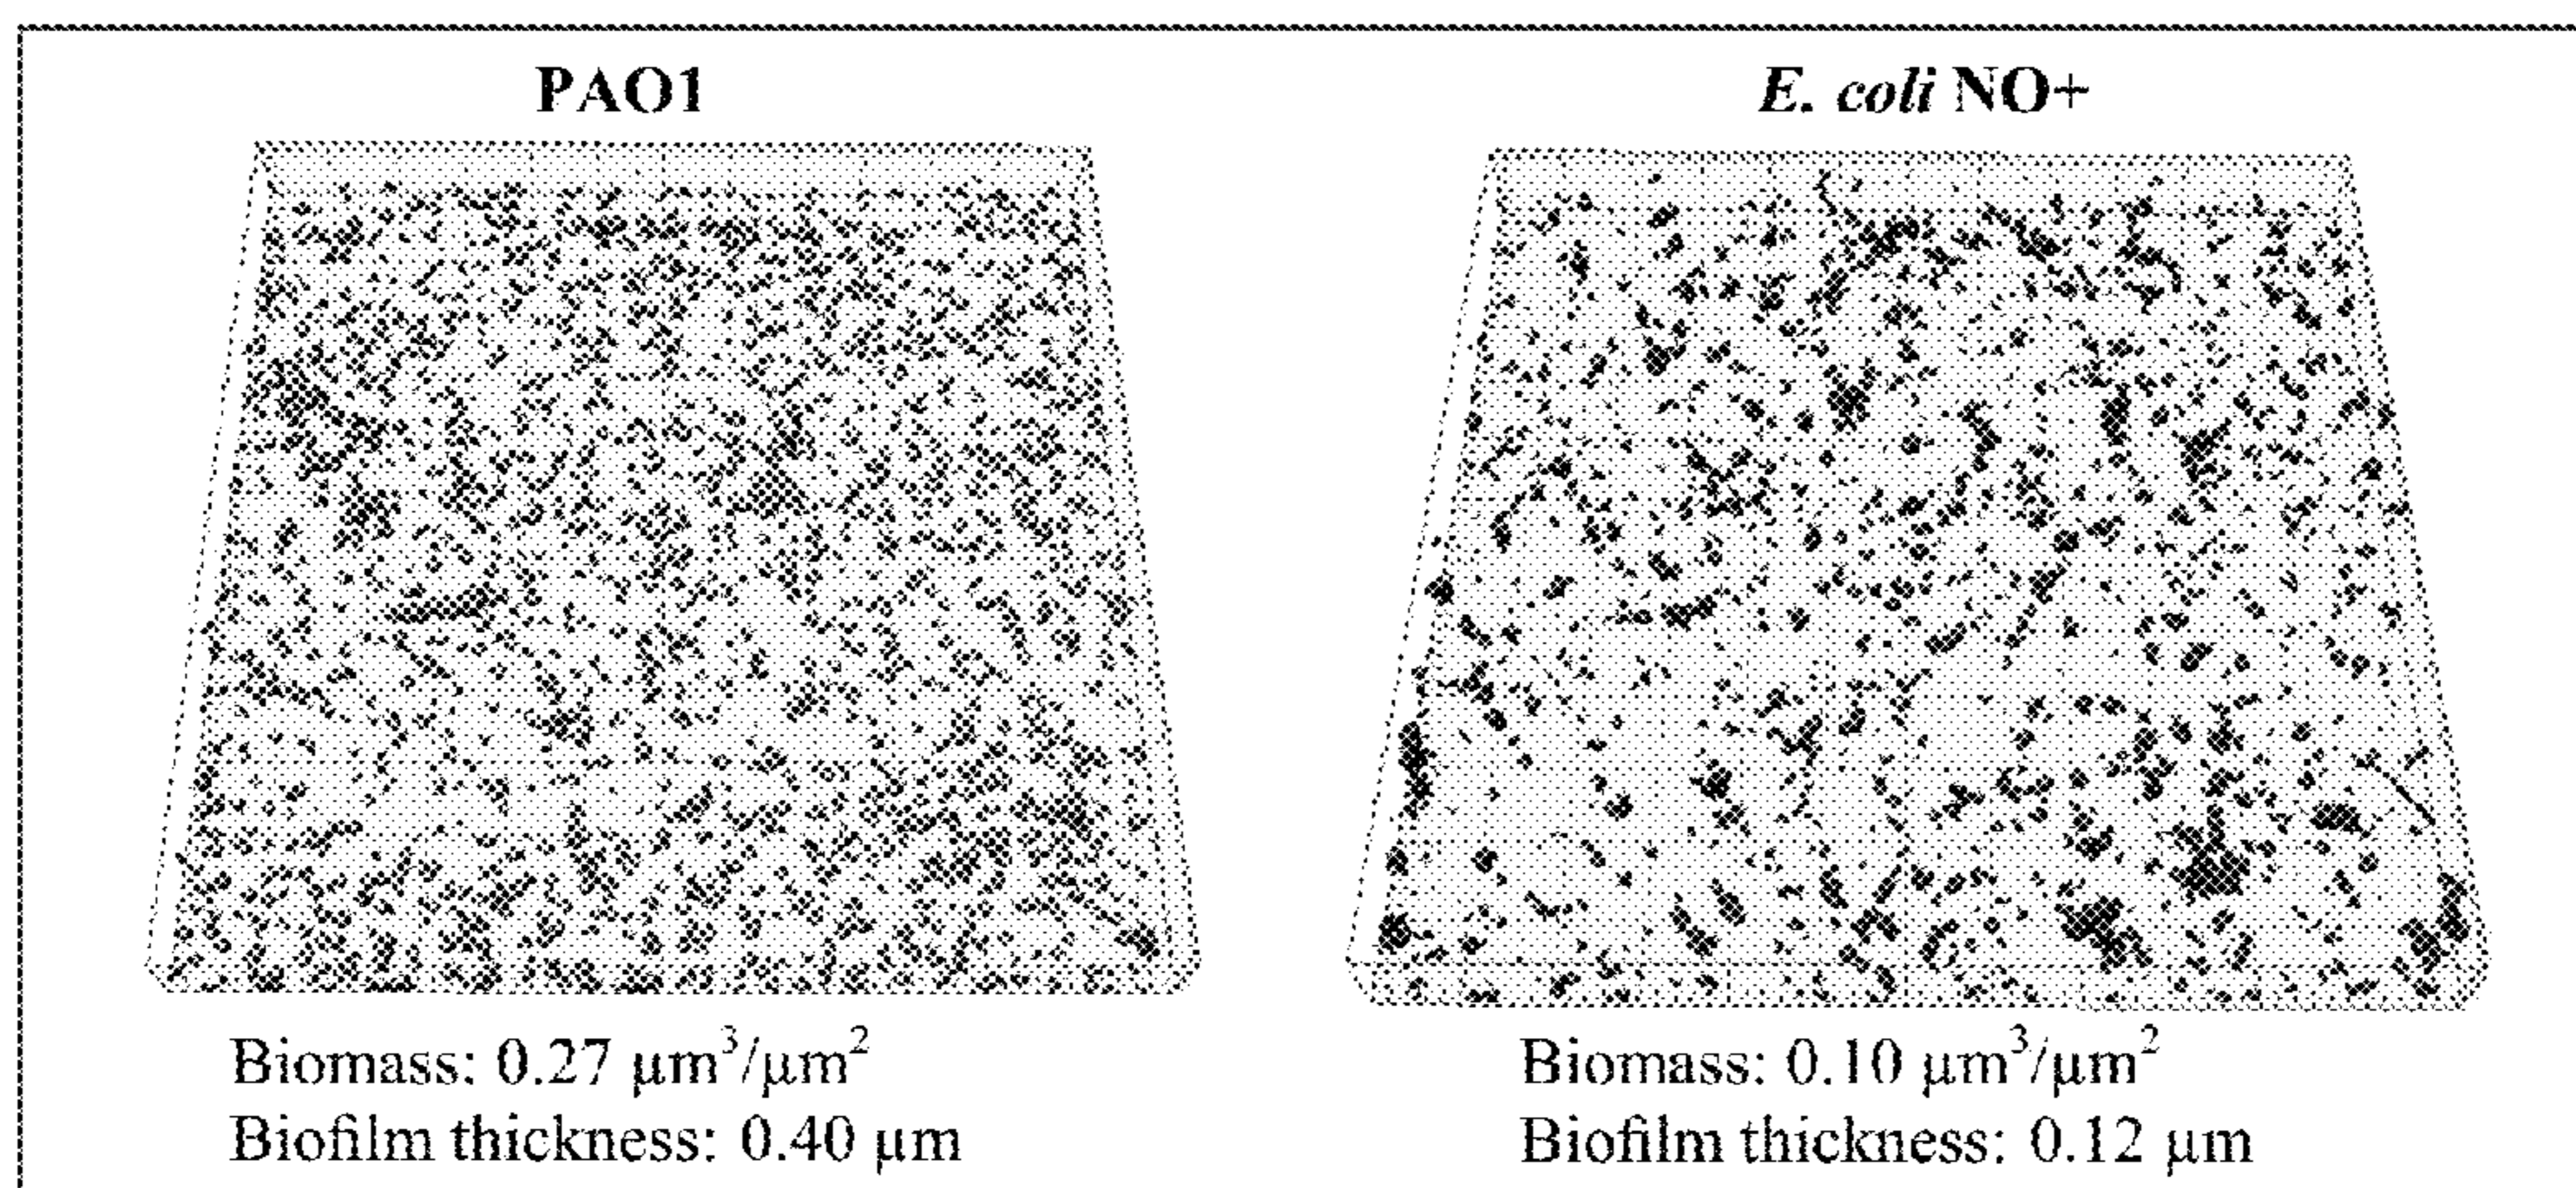 PAO1
E. coli NO+
Biomass: 0.27 μm³/μm²
Biofilm thickness: 0.40 μm
Biomass: 0.10 μm³/μm²
Biofilm thickness: 0.12 μm